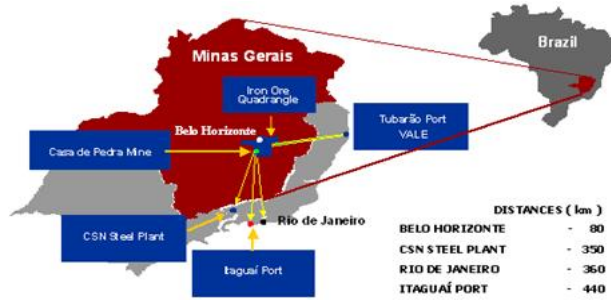 Minas Gerais
Brazil
Iron Ore
Quadrangle
Belo Horizonte
Tubarão Port
VALE
Casa de Pedra Mine
Rio de Janeiro
CSN Steel Plant
Itaguaí Port
DISTANCES ( km )
BELO HORIZONTE - 80
CSN STEEL PLANT - 350
RIO DE JANEIRO - 360
ITAGUAÍ PORT - 440